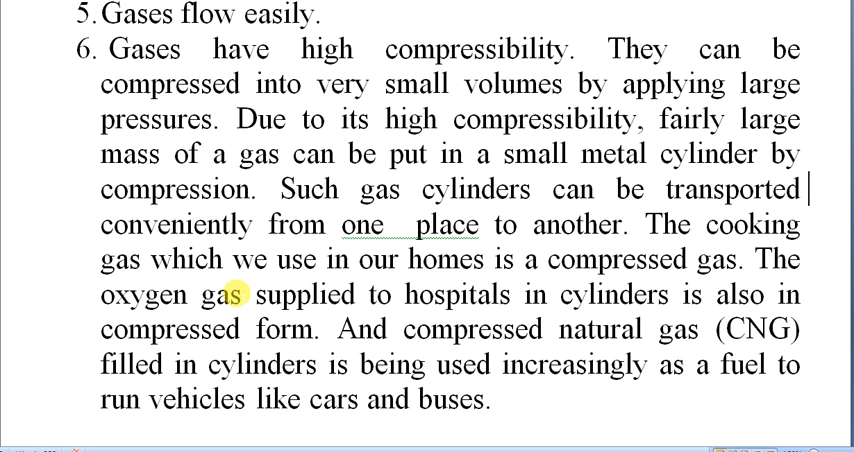 5. Gases flow easily.
6. Gases have high compressibility. They can be
compressed into very small volumes by applying large
pressures. Due to its high compressibility, fairly large
mass of a gas can be put in a small metal cylinder by
compression. Such gas cylinders can be transported
conveniently from one place to another. The cooking
gas which we use in our homes is a compressed gas. The
oxygen gas supplied to hospitals in cylinders is also in
compressed form. And compressed natural gas (CNG)
filled in cylinders is being used increasingly as a fuel to
run vehicles like cars and buses.